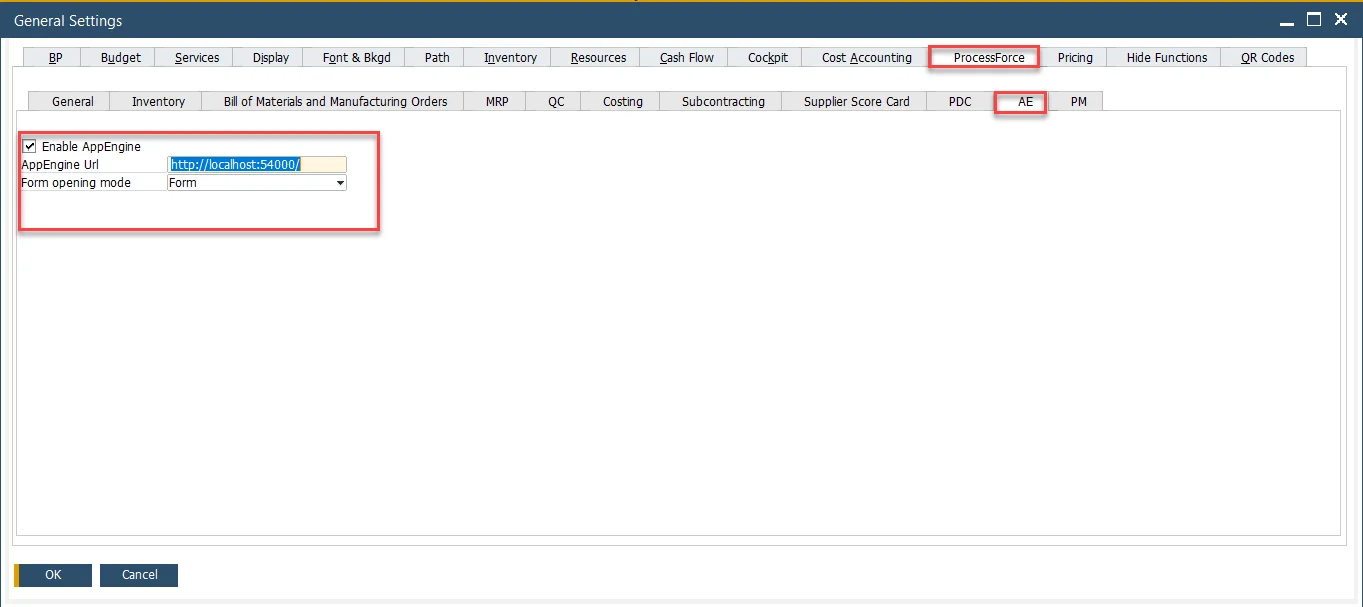 General Settings
BP Budget Services Display Font & Bkgd Path Inventory Resources Cash Flow Cockpit Cost Accounting ProcessForce Pricing Hide Functions QR Codes
General Inventory Bill of Materials and Manufacturing Orders MRP QC Costing Subcontracting Supplier Score Card PDC AE PM
Enable AppEngine
AppEngine Url http://localhost:54000/
Form opening mode Form
OK Cancel